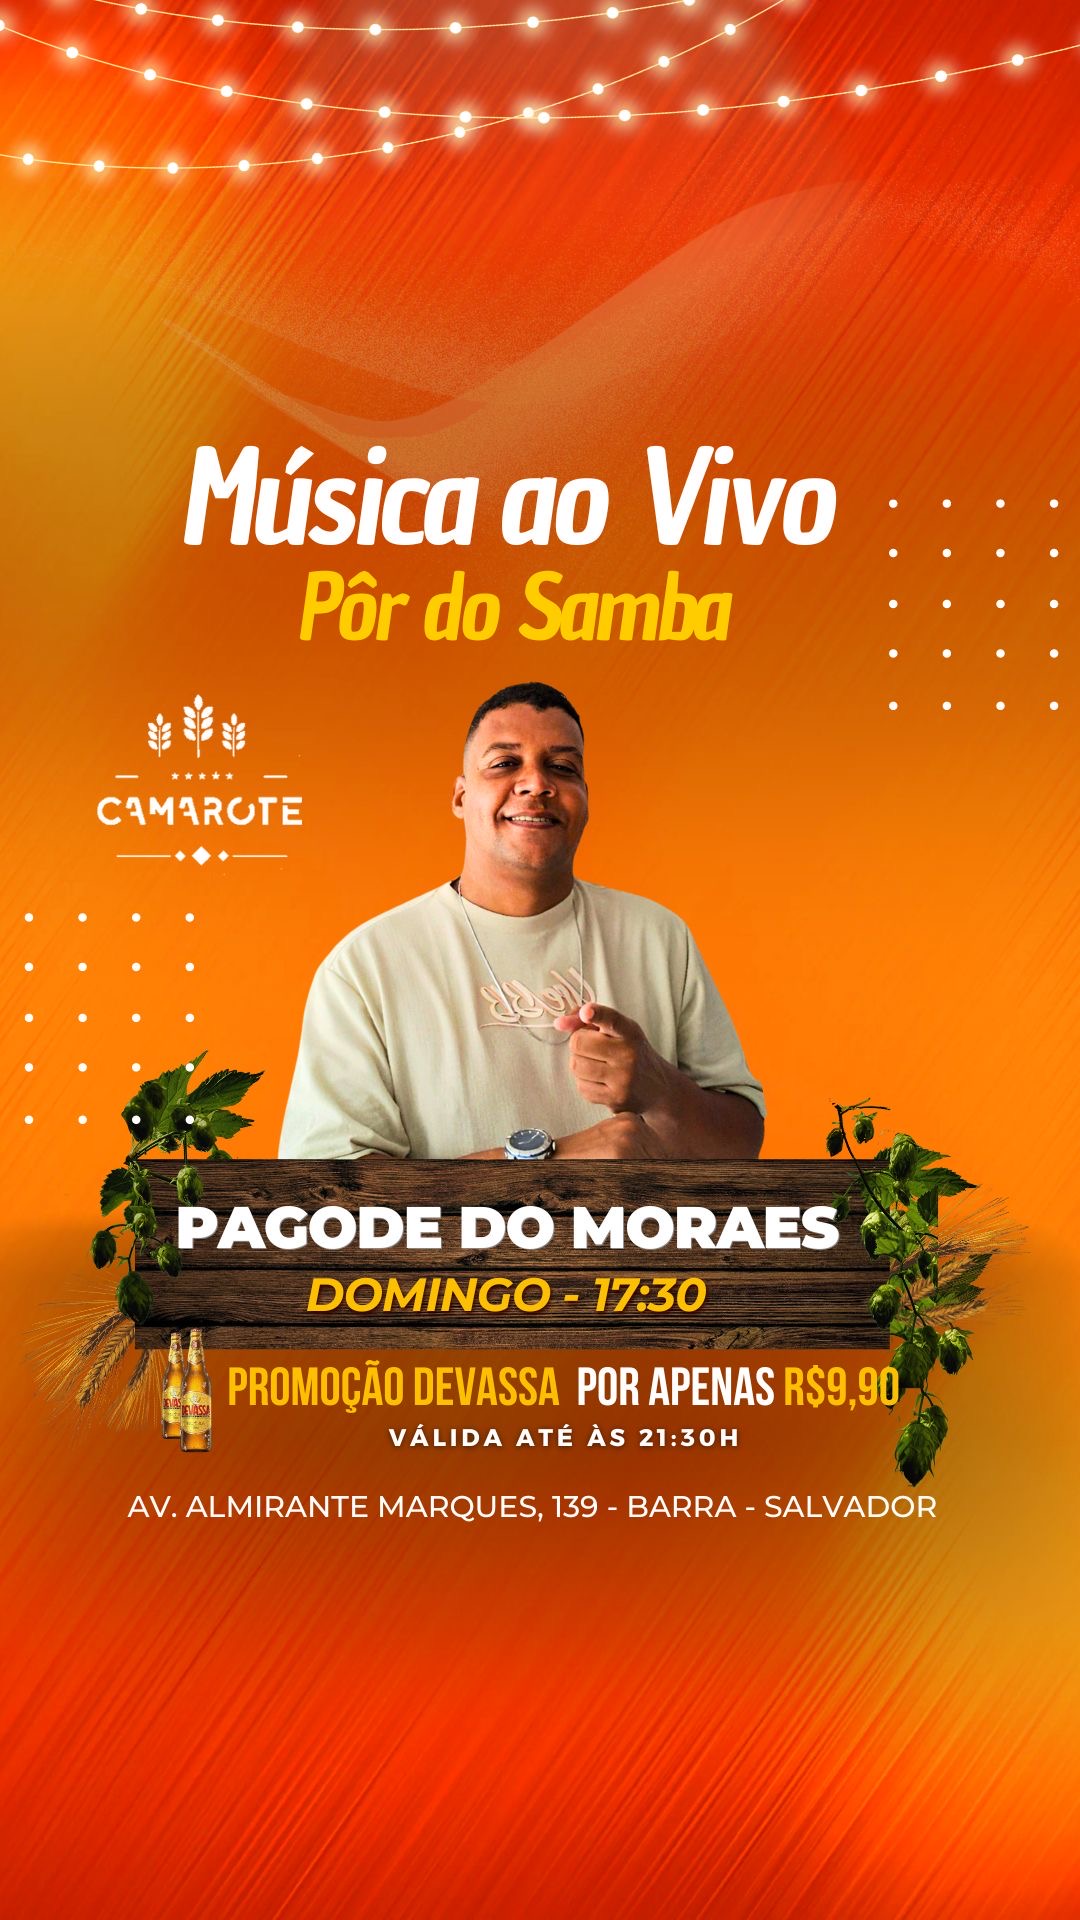 Música ao Vivo
Pôr do Samba
CAMAROTE
PAGODE DO MORAES
DOMINGO - 17:30
PROMOÇÃO DEVASSA POR APENAS R$9,90
DEVASSA
VÁLIDA ATÉ ÀS 21:30H
AV. ALMIRANTE MARQUES, 139 - BARRA - SALVADOR